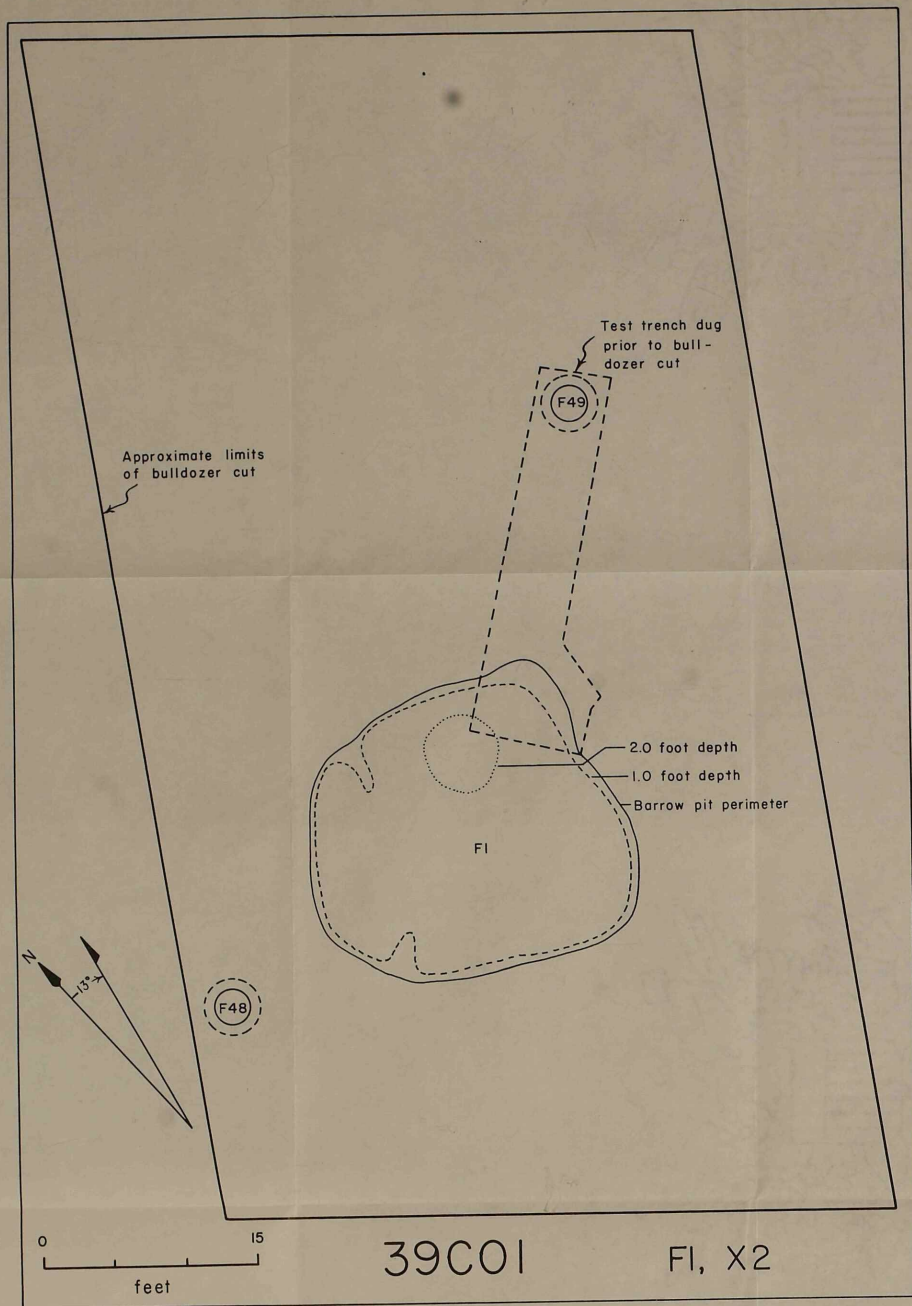 Test trench dug
prior to bull-
dozer cut
F49
Approximate limits
of bulldozer cut
2.0 foot depth
1.0 foot depth
Barrow pit perimeter
F1
N
13°
F48
0 15
feet
39CO1 F1, X2